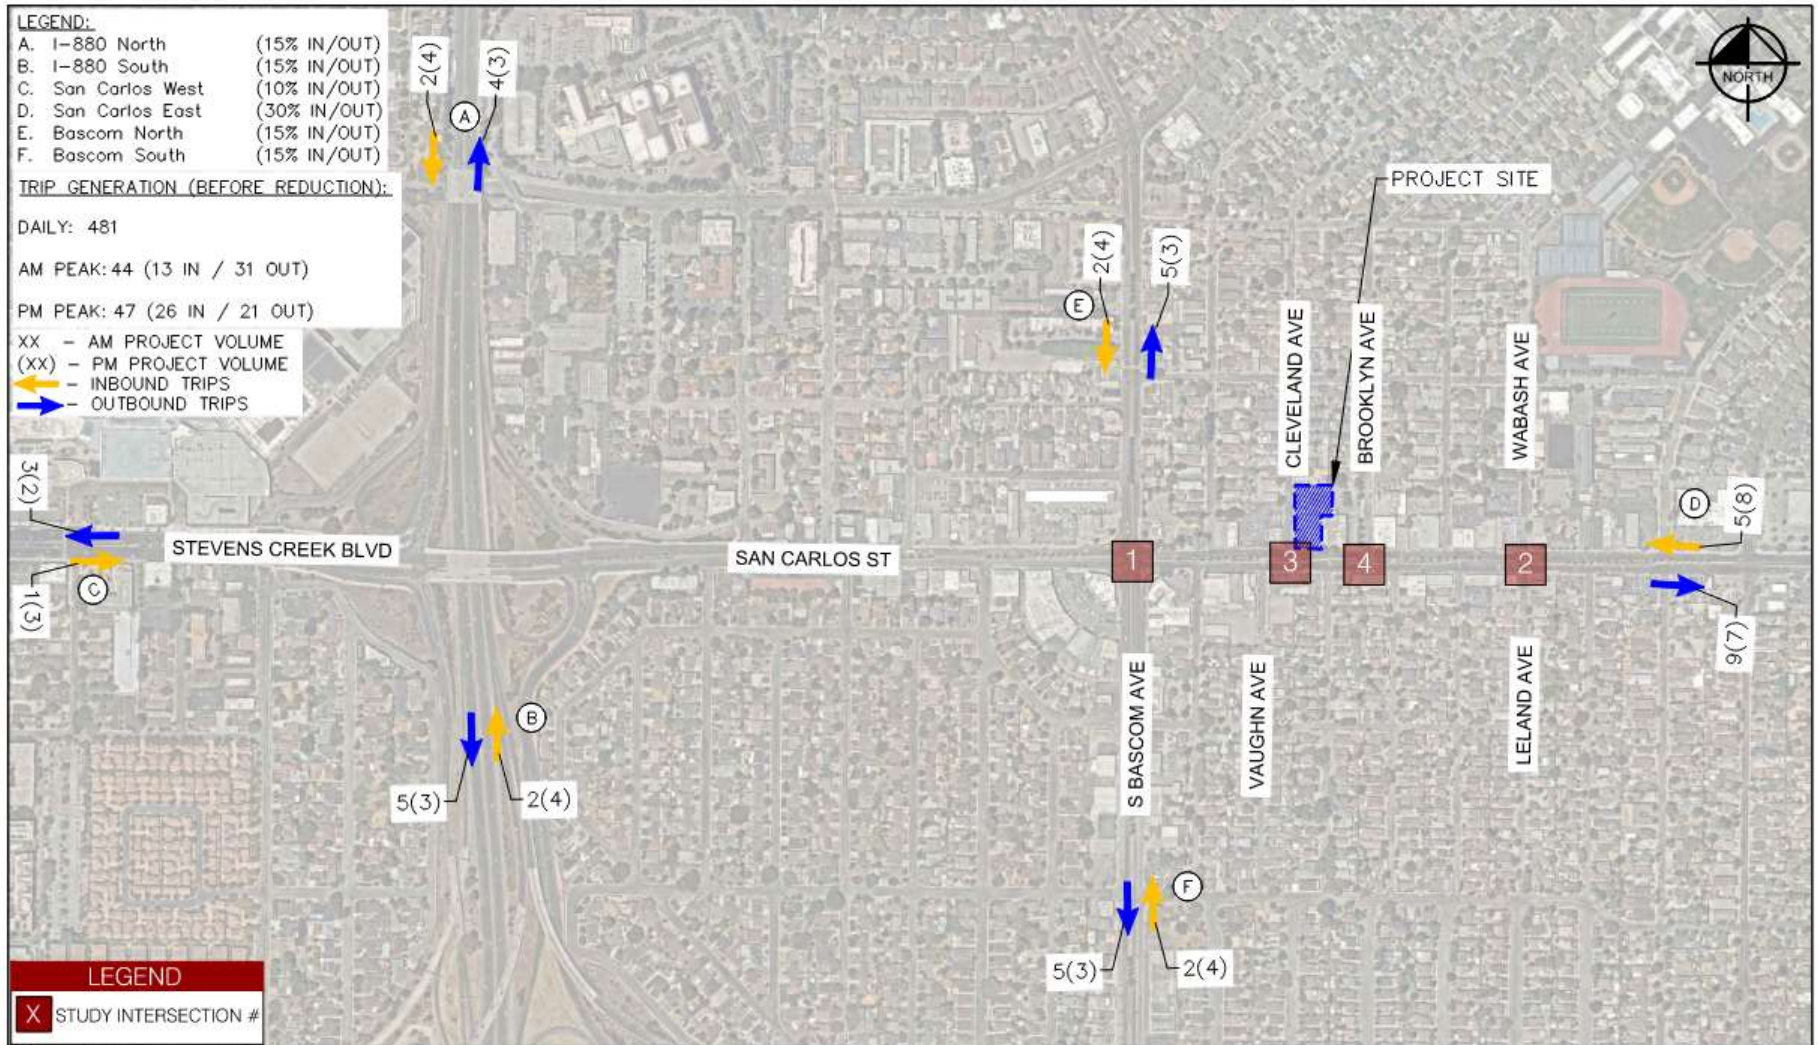 LEGEND:
A. I-880 North (15% IN/OUT)
B. I-880 South (15% IN/OUT)
C. San Carlos West (10% IN/OUT)
D. San Carlos East (30% IN/OUT)
E. Bascom North (15% IN/OUT)
F. Bascom South (15% IN/OUT)
TRIP GENERATION (BEFORE REDUCTION):
DAILY: 481
AM PEAK: 44 (13 IN / 31 OUT)
PM PEAK: 47 (26 IN / 21 OUT)
XX - AM PROJECT VOLUME
(XX) - PM PROJECT VOLUME
- INBOUND TRIPS
- OUTBOUND TRIPS
2(4)
4(3)
A
NORTH
PROJECT SITE
2(4)
5(3)
E
CLEVELAND AVE
BROOKLYN AVE
WABASH AVE
3(2)
1(3)
C
STEVENS CREEK BLVD
SAN CARLOS ST
1
3
4
2
D
5(8)
9(7)
B
5(3)
2(4)
S BASCOM AVE
VAUGHN AVE
LELAND AVE
F
5(3)
2(4)
LEGEND
X STUDY INTERSECTION #